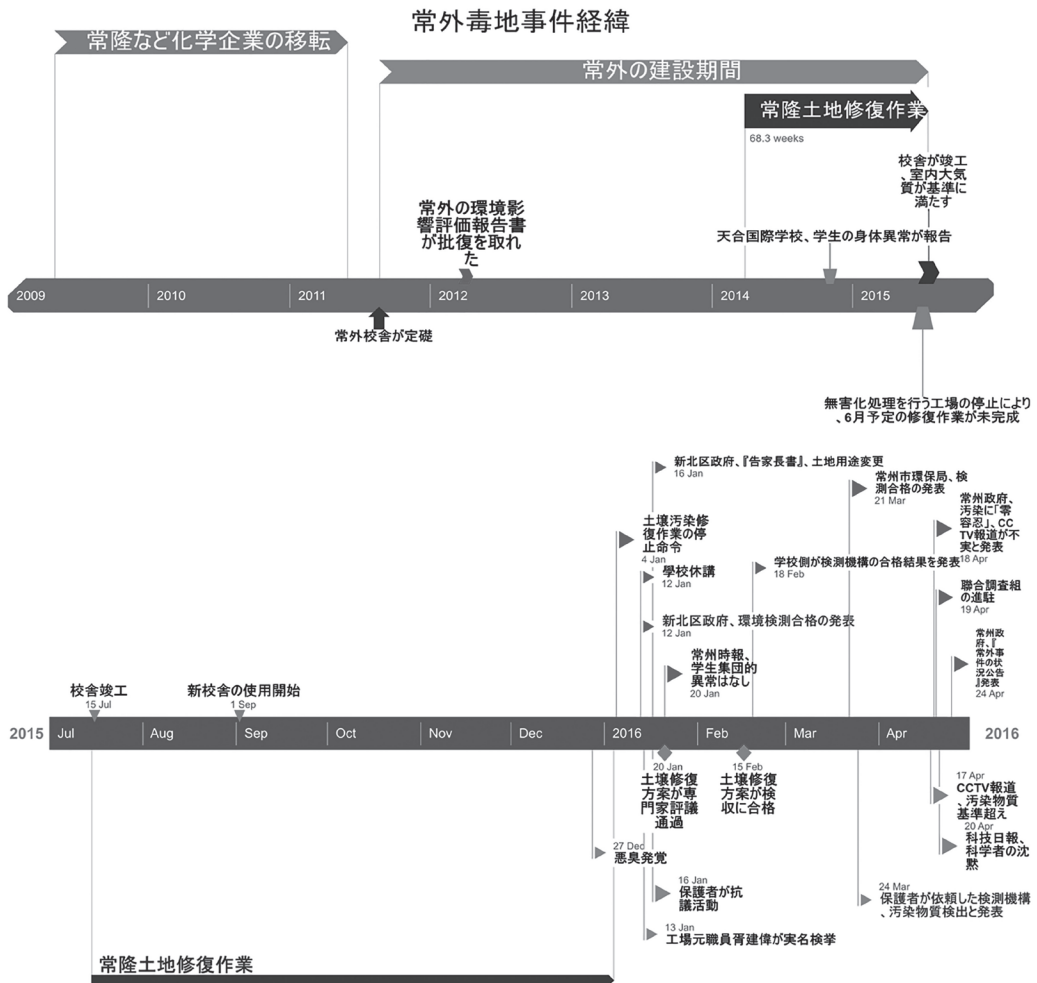 常外毒地事件経緯
常隆など化学企業の移転
常外の建設期間
常隆土地修復作業
68.3 weeks
校舎が竣工
、室内大気
質が基準に
満たす
常外の環境影
響評価報告書
が批復を取れ
た
天合国際学校、学生の身体異常が報告
2009
2010
2011
2012
2013
2014
2015
常外校舎が定礎
無害化処理を行う工場の停止により
、6月予定の修復作業が未完成
新北区政府、『告家長書』、土地用途変更
16 Jan
常州市環保局、検
測合格の発表
21 Mar
常州政府、
汚染に「零
容忍」、CC
TV報道が不
実と発表
18 Apr
土壌汚染修
復作業の停
止命令
4 Jan
学校側が検測機構の合格結果を発表
18 Feb
學校休講
12 Jan
聯合調査組
の進駐
19 Apr
新北区政府、環境検測合格の発表
12 Jan
常州政
府、『
常外事
件の状
況公告
』発表
24 Apr
常州時報、
学生集団的
異常はなし
20 Jan
校舎竣工
15 Jul
新校舎の使用開始
1 Sep
2015
Jul
Aug
Sep
Oct
Nov
Dec
2016
Feb
Mar
Apr
2016
20 Jan
土壌修復
方案が専
門家評議
通過
15 Feb
土壌修復
方案が検
収に合格
17 Apr
CCTV報道
、汚染物質
基準超え
20 Apr
科技日報、
科学者の沈
黙
27 Dec
悪臭発覚
16 Jan
保護者が抗
議活動
24 Mar
保護者が依頼した検測機構
、汚染物質検出と発表
13 Jan
工場元職員胥建偉が実名検挙
常隆土地修復作業